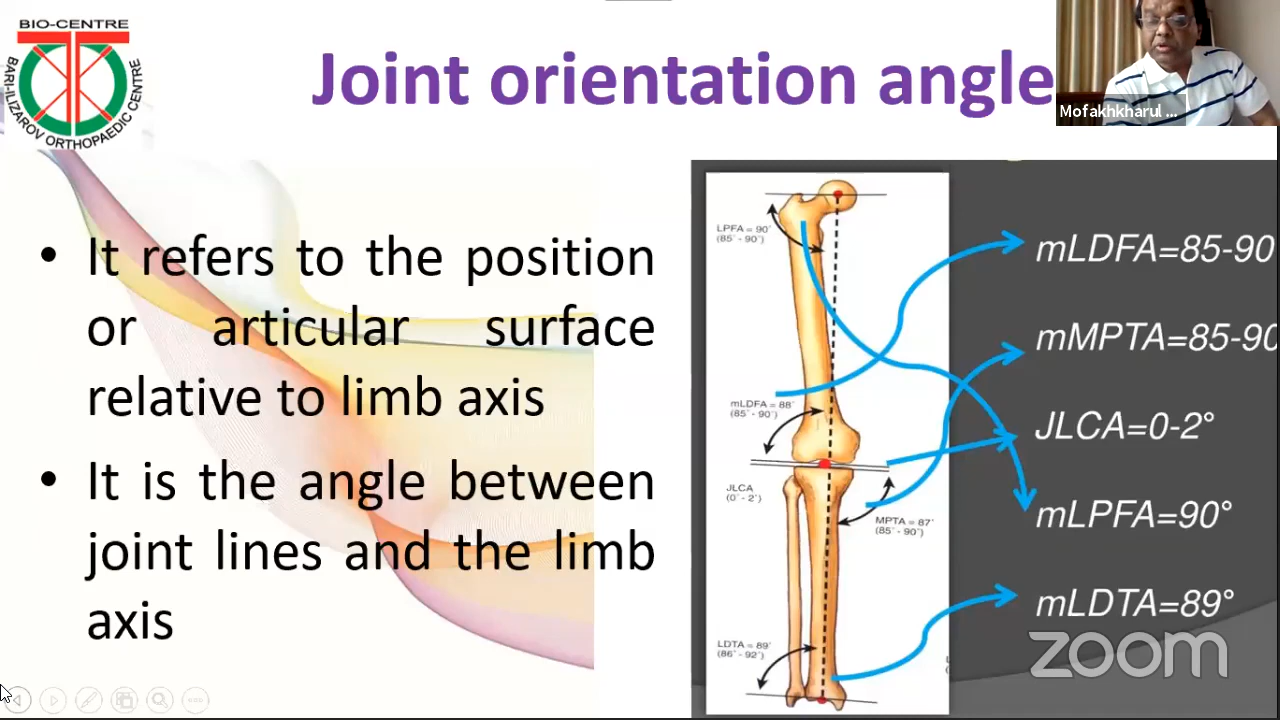 BIO-CENTRE
BARI-ILIZAROV ORTHOPAEDIC CENTRE
Joint orientation angle
Mofakhkharul ...
• It refers to the position
or articular surface
relative to limb axis
• It is the angle between
joint lines and the limb
axis
LPFA = 90°
(85° - 90°)
mLDFA = 88°
(85° - 90°)
JLCA
(0° - 2°)
MPTA = 87°
(85° - 90°)
LDTA = 89°
(86° - 92°)
mLDFA=85-90
mMPTA=85-90
JLCA=0-2°
mLPFA=90°
mLDTA=89°
zoom